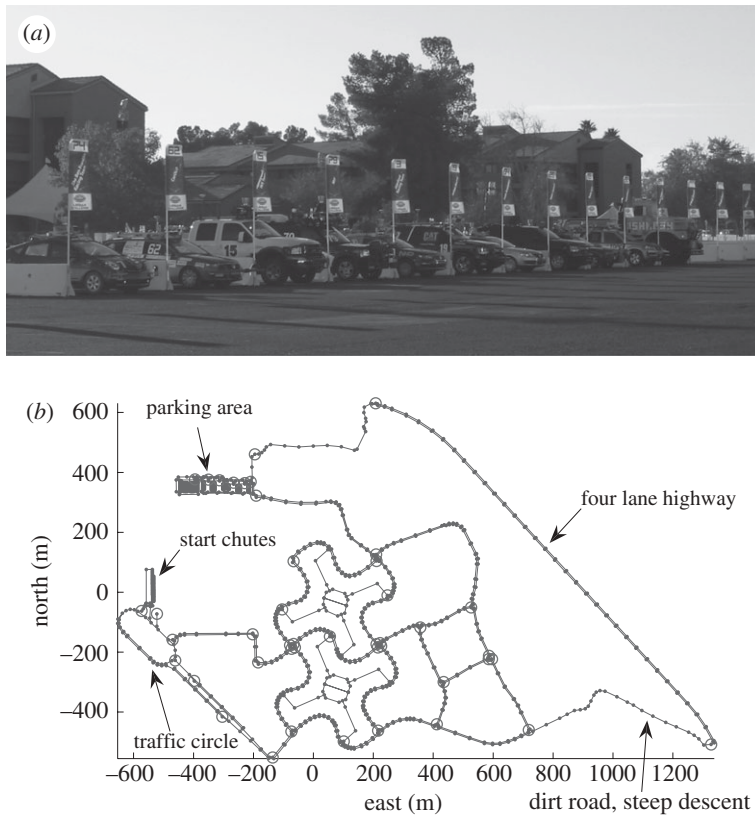 (a)
62
15
CAT
(b)
600
400
200
0
–200
–400
north (m)
parking area
start chutes
four lane highway
traffic circle
dirt road, steep descent
–600 –400 –200 0 200 400 600 800 1000 1200
east (m)